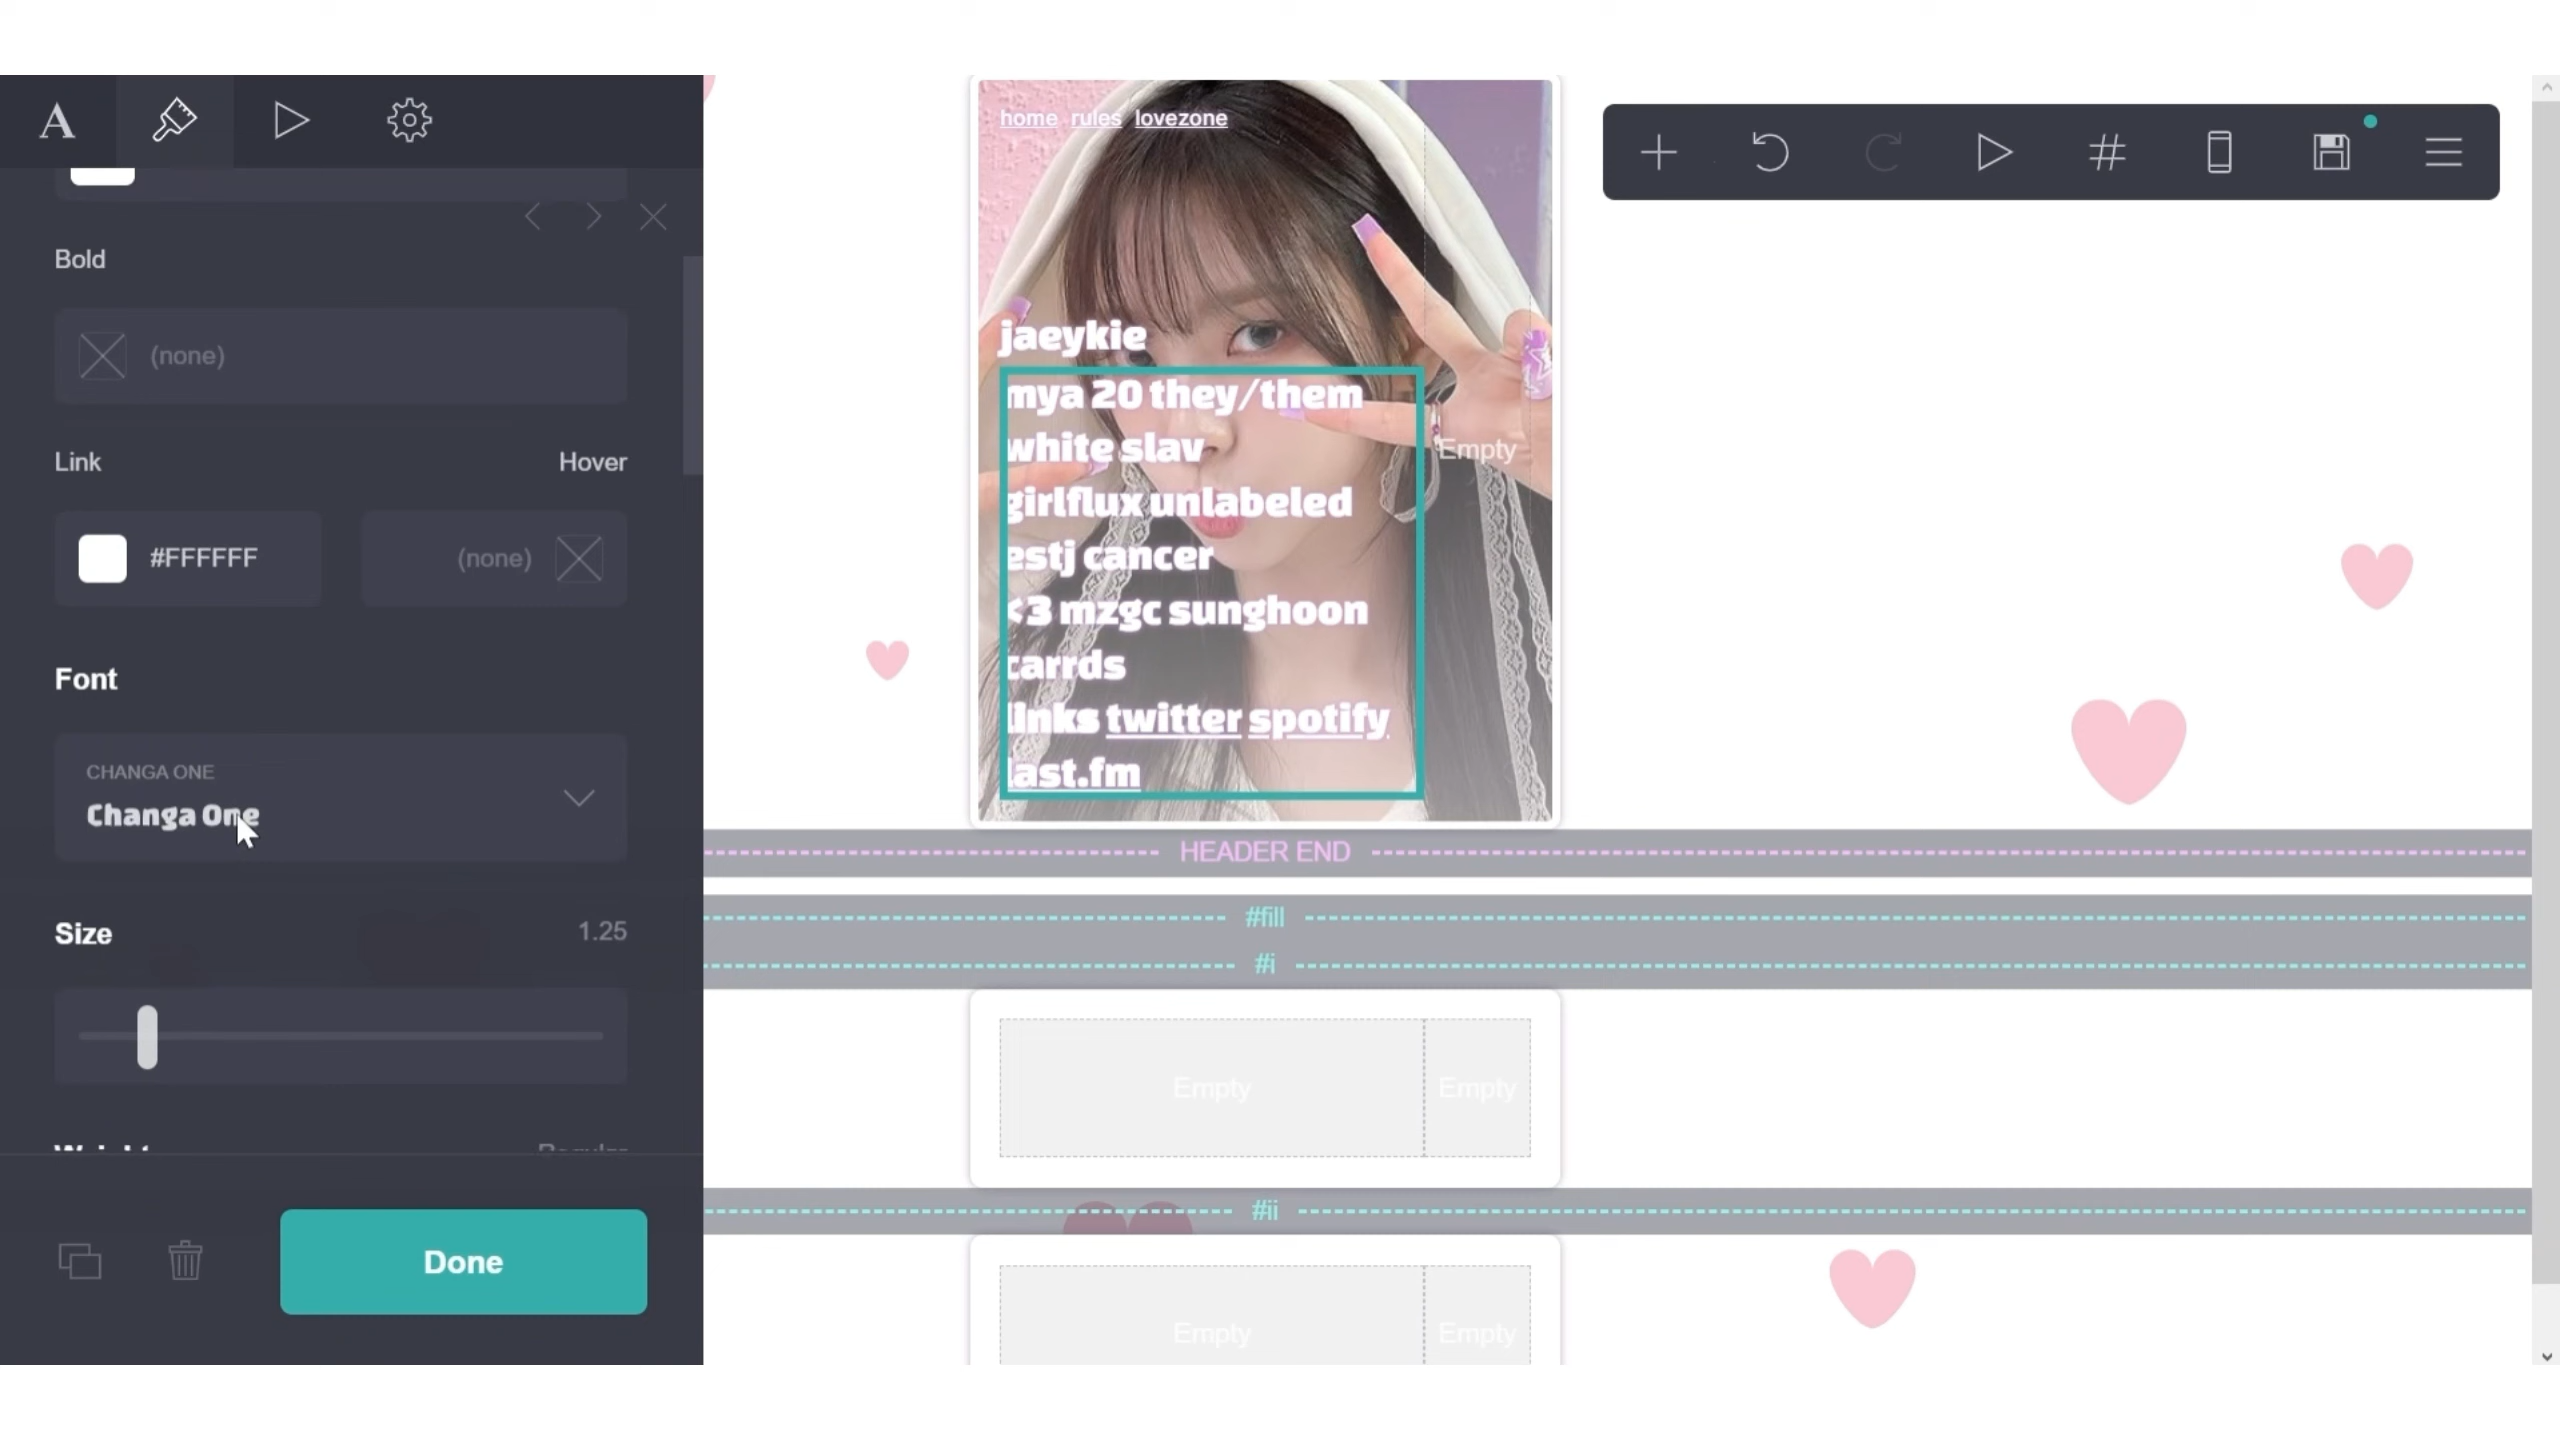 Bold
(none)
Link Hover
#FFFFFF (none)
Font
CHANGA ONE
Changa One
Size 1.25
Weight Regular
Done
home rules lovezone
jaeykie
mya 20 they/them
white slav
girlflux unlabeled
estj cancer
<3 mzgc sunghoon
carrds
links twitter spotify
last.fm
Empty
HEADER END
#fill
#i
Empty Empty
#ii
Empty Empty